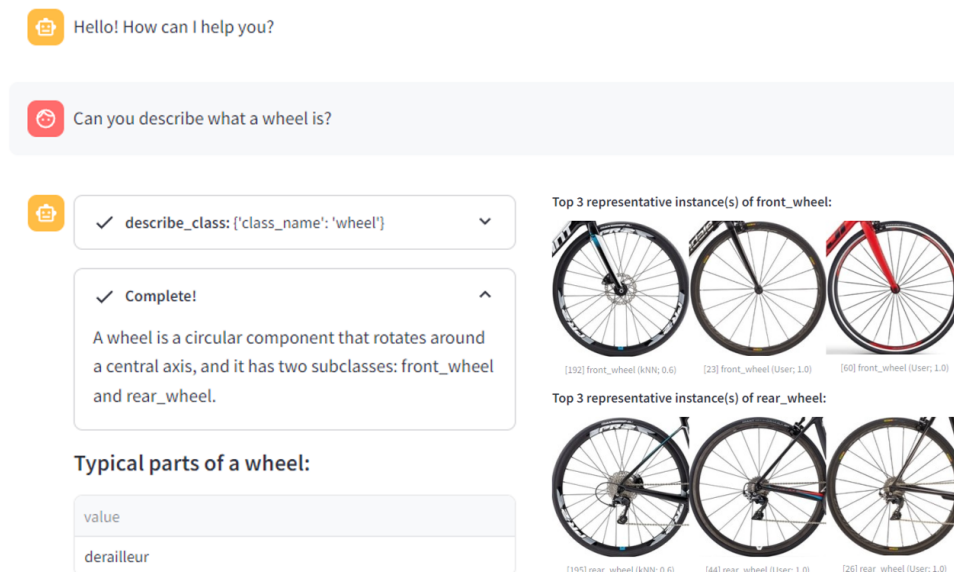 Hello! How can I help you?
Can you describe what a wheel is?
describe_class: {'class_name': 'wheel'}
Complete!
A wheel is a circular component that rotates around
a central axis, and it has two subclasses: front_wheel
and rear_wheel.
Typical parts of a wheel:
value
derailleur
Top 3 representative instance(s) of front_wheel:
[192] front_wheel (kNN; 0.6)
[23] front_wheel (User; 1.0)
[60] front_wheel (User; 1.0)
Top 3 representative instance(s) of rear_wheel:
[195] rear_wheel (kNN; 0.6)
[44] rear_wheel (User; 1.0)
[26] rear_wheel (User; 1.0)